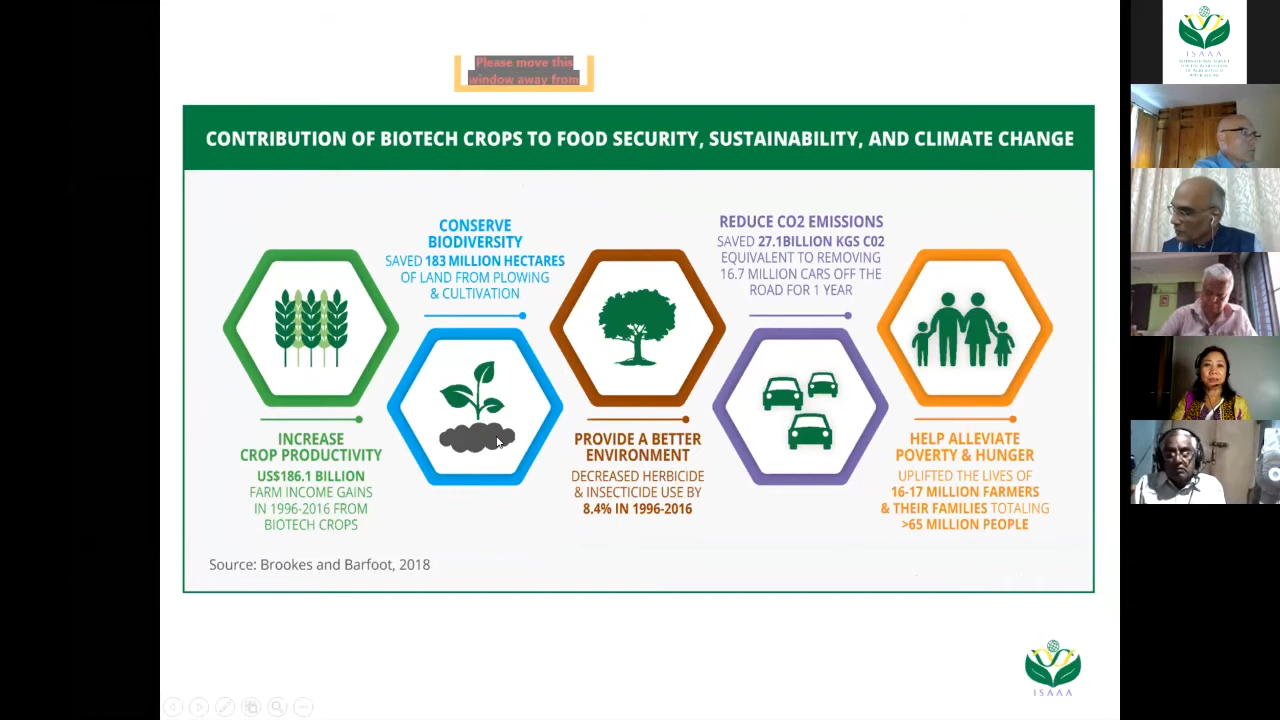 Please move this
window away from
CONTRIBUTION OF BIOTECH CROPS TO FOOD SECURITY, SUSTAINABILITY, AND CLIMATE CHANGE
INCREASE
CROP PRODUCTIVITY
US$186.1 BILLION
FARM INCOME GAINS
IN 1996-2016 FROM
BIOTECH CROPS
CONSERVE
BIODIVERSITY
SAVED 183 MILLION HECTARES
OF LAND FROM PLOWING
& CULTIVATION
PROVIDE A BETTER
ENVIRONMENT
DECREASED HERBICIDE
& INSECTICIDE USE BY
8.4% IN 1996-2016
REDUCE CO2 EMISSIONS
SAVED 27.1BILLION KGS C02
EQUIVALENT TO REMOVING
16.7 MILLION CARS OFF THE
ROAD FOR 1 YEAR
HELP ALLEVIATE
POVERTY & HUNGER
UPLIFTED THE LIVES OF
16-17 MILLION FARMERS
& THEIR FAMILIES TOTALING
>65 MILLION PEOPLE
Source: Brookes and Barfoot, 2018
ISAAA
ISAAA